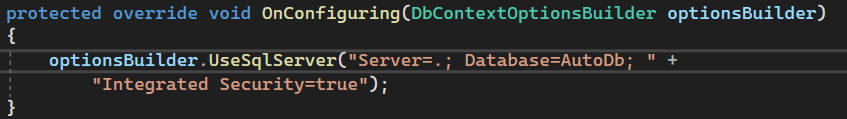 protected override void OnConfiguring(DbContextOptionsBuilder optionsBuilder)
{
    optionsBuilder.UseSqlServer("Server=.; Database=AutoDb; " +
        "Integrated Security=true");
}